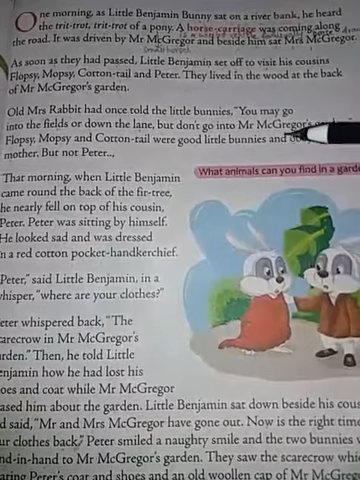 One morning, as Little Benjamin Bunny sat on a river bank, he heard
the trit-trot, trit-trot of a pony. A horse-carriage was coming along
the road. It was driven by Mr McGregor and beside him sat Mrs McGregor.
As soon as they had passed, Little Benjamin set off to visit his cousins
Flopsy, Mopsy, Cotton-tail and Peter. They lived in the wood at the back
of Mr McGregor's garden.
Old Mrs Rabbit had once told the little bunnies, "You may go
into the fields or down the lane, but don't go into Mr McGregor's
Flopsy, Mopsy and Cotton-tail were good little bunnies and
mother. But not Peter..,
What animals can you find in a garde
That morning, when Little Benjamin
came round the back of the fir-tree,
he nearly fell on top of his cousin,
Peter. Peter was sitting by himself.
He looked sad and was dressed
in a red cotton pocket-handkerchief.
Peter," said Little Benjamin, in a
hisper, "where are your clothes?"
eter whispered back, "The
carecrow in Mr McGregor's
rden." Then, he told Little
enjamin how he had lost his
oes and coat while Mr McGregor
ased him about the garden. Little Benjamin sat down beside his cous
d said, "Mr and Mrs McGregor have gone out. Now is the right time
ur clothes back." Peter smiled a naughty smile and the two bunnies w
nd-in-hand to Mr McGregor's garden. They saw the scarecrow whic
aring Peter's coat and shoes and an old woollen cap of Mr McGreg